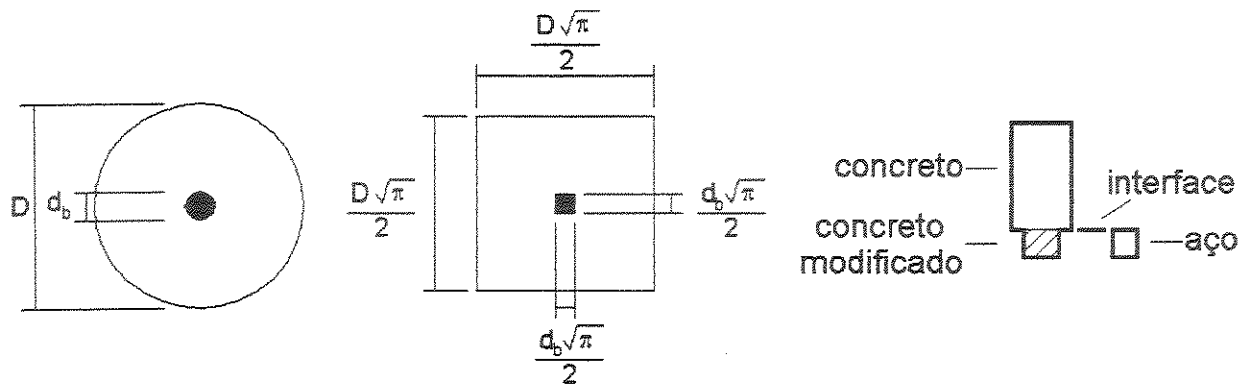 D
d_b
D√π
2
D√π
2
d_b√π
2
d_b√π
2
concreto
interface
concreto
modificado
aço